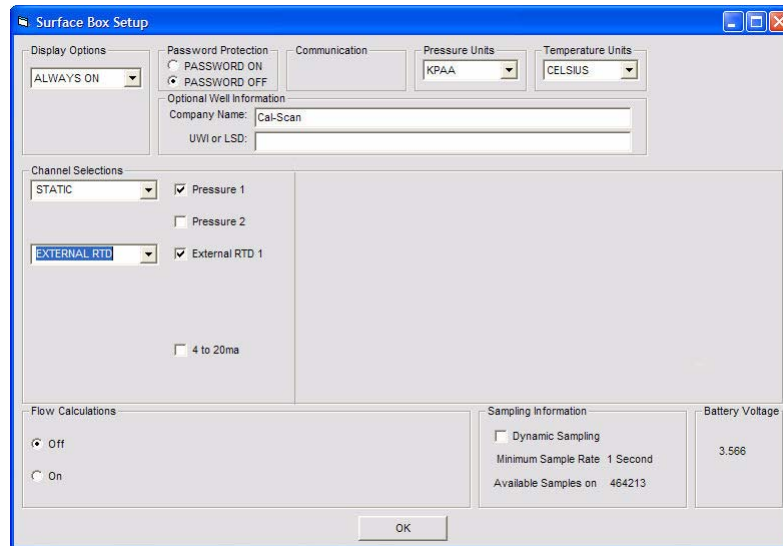 Surface Box Setup
Display Options
ALWAYS ON
Password Protection
PASSWORD ON
PASSWORD OFF
Communication
Pressure Units
KPAA
Temperature Units
CELSIUS
Optional Well Information
Company Name: Cal-Scan
UWI or LSD:
Channel Selections
STATIC
Pressure 1
Pressure 2
EXTERNAL RTD
External RTD 1
4 to 20ma
Flow Calculations
Off
On
Sampling Information
Dynamic Sampling
Minimum Sample Rate 1 Second
Available Samples on 464213
Battery Voltage
3.566
OK